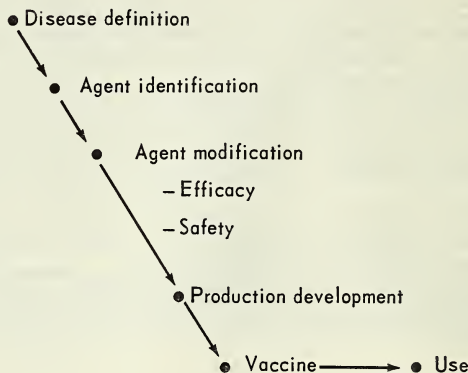 Disease definition
Agent identification
Agent modification
– Efficacy
– Safety
Production development
Vaccine Use